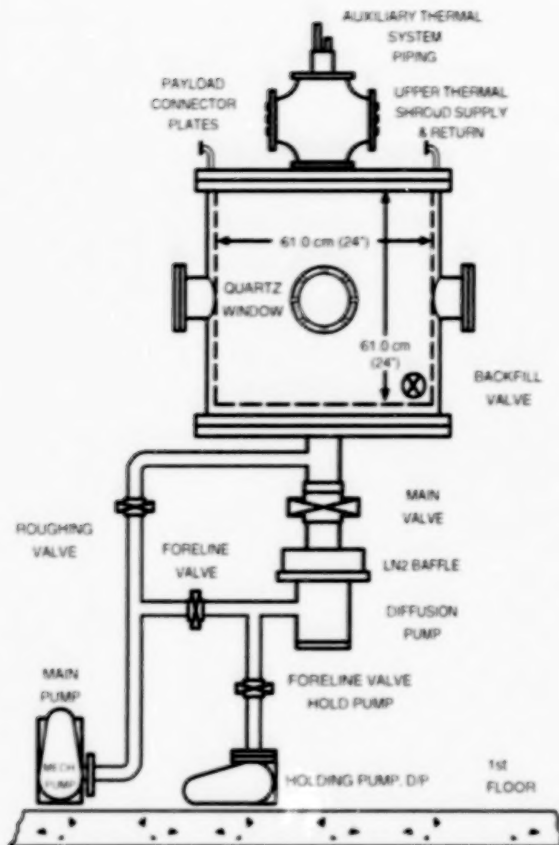 AUXILIARY THERMAL
SYSTEM
PIPING
PAYLOAD
CONNECTOR
PLATES
UPPER THERMAL
SHROUD SUPPLY
& RETURN
61.0 cm (24")
QUARTZ
WINDOW
61.0 cm
(24")
BACKFILL
VALVE
MAIN
VALVE
ROUGHING
VALVE
FORELINE
VALVE
LN2 BAFFLE
DIFFUSION
PUMP
MAIN
PUMP
FORELINE VALVE
HOLD PUMP
MECH.
PUMP
HOLDING PUMP, D/P
1st
FLOOR